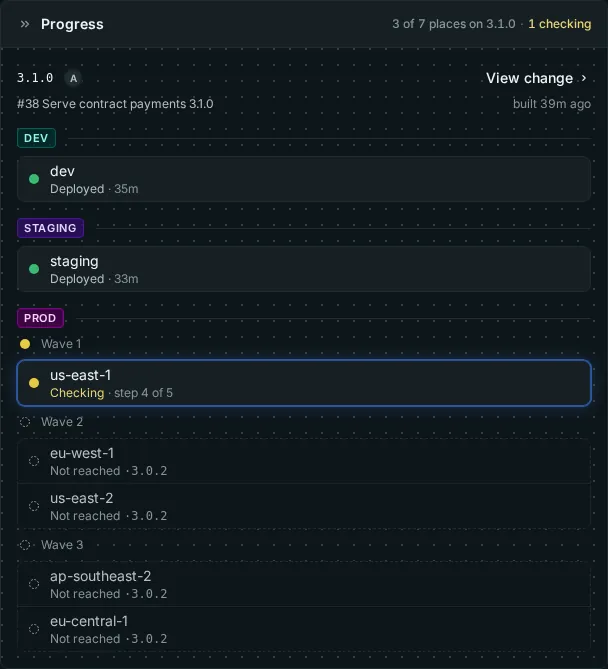 » Progress 3 of 7 places on 3.1.0 · 1 checking
3.1.0 A View change ›
#38 Serve contract payments 3.1.0 built 39m ago
DEV
dev
Deployed · 35m
STAGING
staging
Deployed · 33m
PROD
Wave 1
us-east-1
Checking · step 4 of 5
Wave 2
eu-west-1
Not reached ·3.0.2
us-east-2
Not reached ·3.0.2
Wave 3
ap-southeast-2
Not reached ·3.0.2
eu-central-1
Not reached ·3.0.2